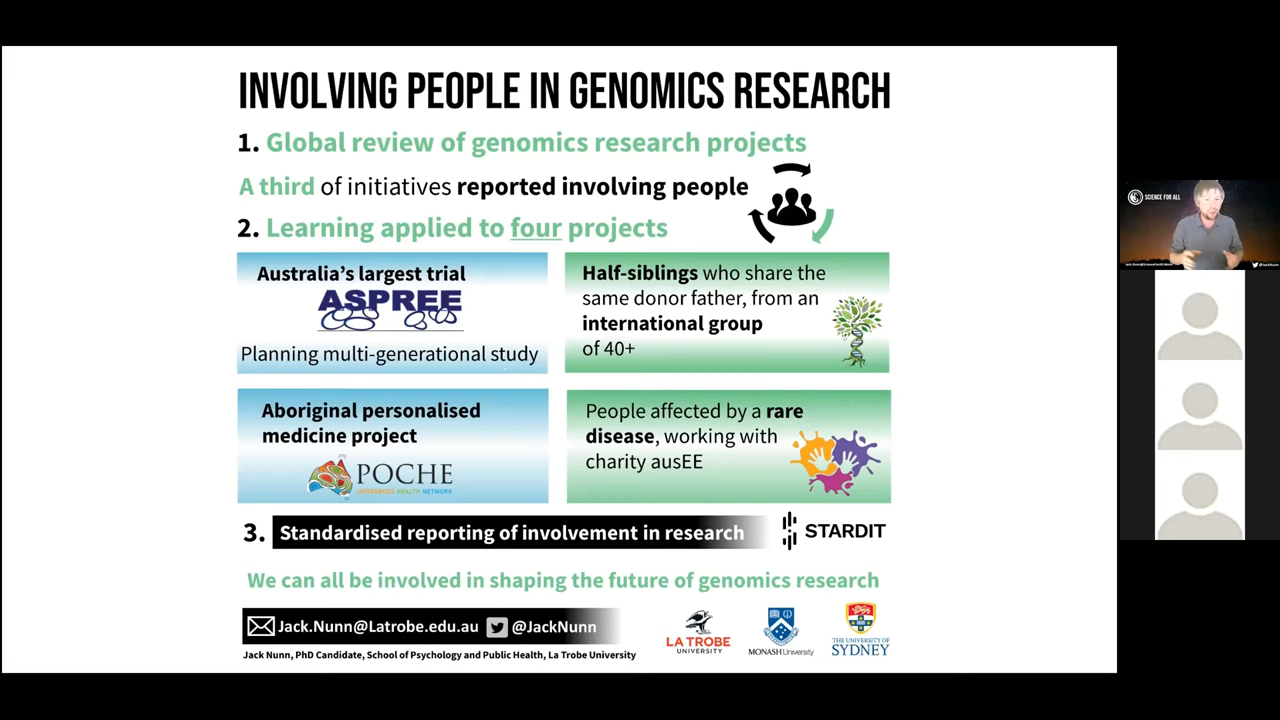 INVOLVING PEOPLE IN GENOMICS RESEARCH
1. Global review of genomics research projects
A third of initiatives reported involving people
2. Learning applied to four projects
Australia's largest trial
ASPREE
Planning multi-generational study
Half-siblings who share the
same donor father, from an
international group
of 40+
Aboriginal personalised
medicine project
POCHE
INDIGENOUS HEALTH NETWORK
People affected by a rare
disease, working with
charity ausEE
3. Standardised reporting of involvement in research
STARDIT
We can all be involved in shaping the future of genomics research
Jack.Nunn@Latrobe.edu.au @JackNunn
Jack Nunn, PhD Candidate, School of Psychology and Public Health, La Trobe University
LA TROBE
UNIVERSITY
MONASH University
THE UNIVERSITY OF
SYDNEY
SCIENCE FOR ALL
@JackNunn